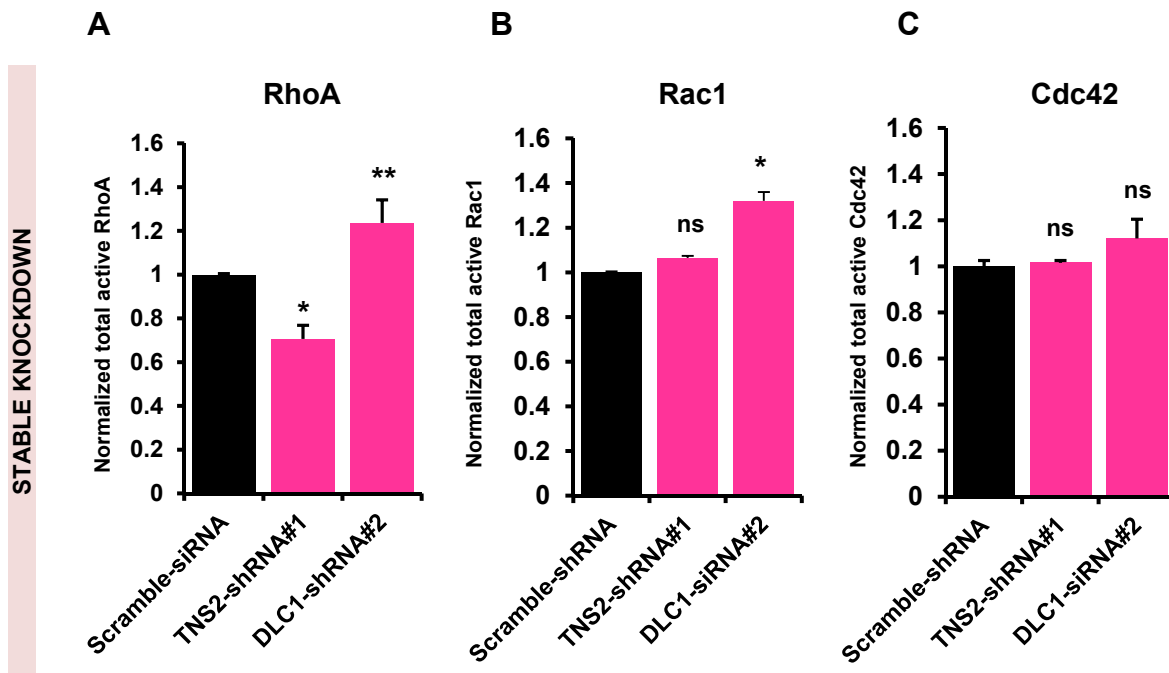 A
B
C
STABLE KNOCKDOWN
RhoA
Normalized total active RhoA
1.6
1.4
1.2
1
0.8
0.6
0.4
0.2
0
*
**
Scramble-siRNA
TNS2-shRNA#1
DLC1-shRNA#2
Rac1
Normalized total active Rac1
1.6
1.4
1.2
1
0.8
0.6
0.4
0.2
0
ns
*
Scramble-shRNA
TNS2-shRNA#1
DLC1-siRNA#2
Cdc42
Normalized total active Cdc42
1.6
1.4
1.2
1
0.8
0.6
0.4
0.2
0
ns
ns
Scramble-shRNA
TNS2-shRNA#1
DLC1-siRNA#2